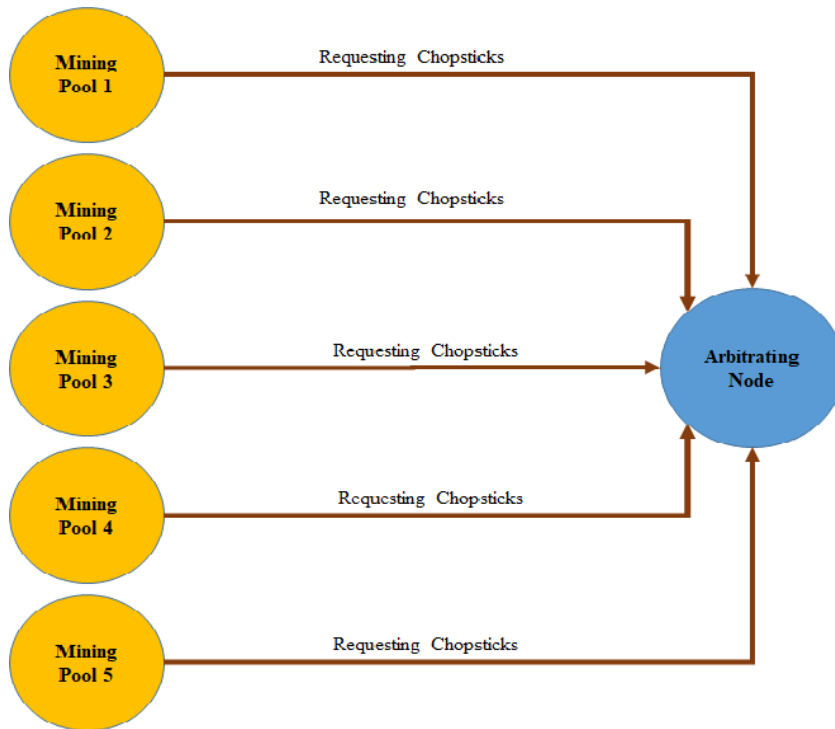 Mining
Pool 1
Requesting Chopsticks
Mining
Pool 2
Requesting Chopsticks
Mining
Pool 3
Requesting Chopsticks
Arbitrating
Node
Mining
Pool 4
Requesting Chopsticks
Mining
Pool 5
Requesting Chopsticks